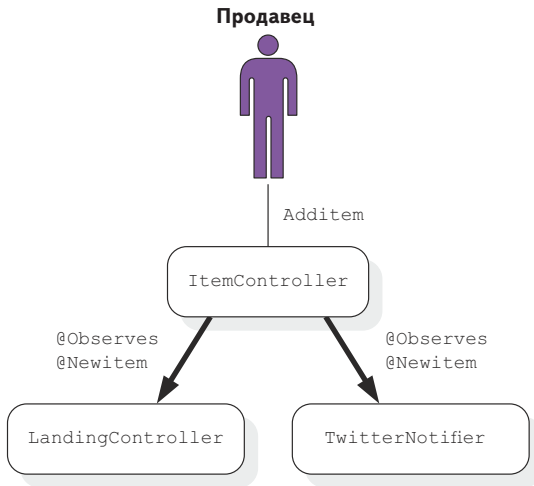 Продавец
Additem
ItemController
@Observes
@Newitem
@Observes
@Newitem
LandingController
TwitterNotifier